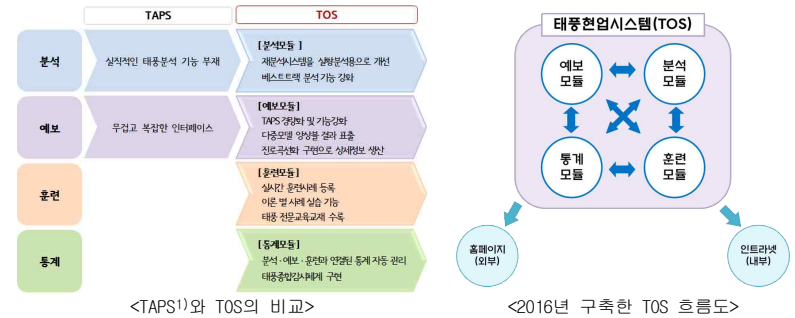 TAPS
TOS
분석
실직적인 태풍분석 기능 부재
[분석모듈 ]
재분석시스템을 실황분석용으로 개선
베스트트랙 분석 기능 강화
예보
무겁고 복잡한 인터페이스
[예보모듈]
TAPS 경량화 및 기능강화
다중모델 앙상블 결과 표출
진로곡선화 구현으로 상세정보 생산
훈련
[훈련모듈]
실시간 훈련사례 등록
이론 별 사례 실습 기능
태풍 전문교육교재 수록
통계
[통계모듈]
분석·예보·훈련과 연결된 통계 자동 관리
태풍종합감시체계 구현
<TAPS1)와 TOS의 비교>
태풍현업시스템(TOS)
예보
모듈
분석
모듈
통계
모듈
훈련
모듈
홈페이지
(외부)
인트라넷
(내부)
<2016년 구축한 TOS 흐름도>